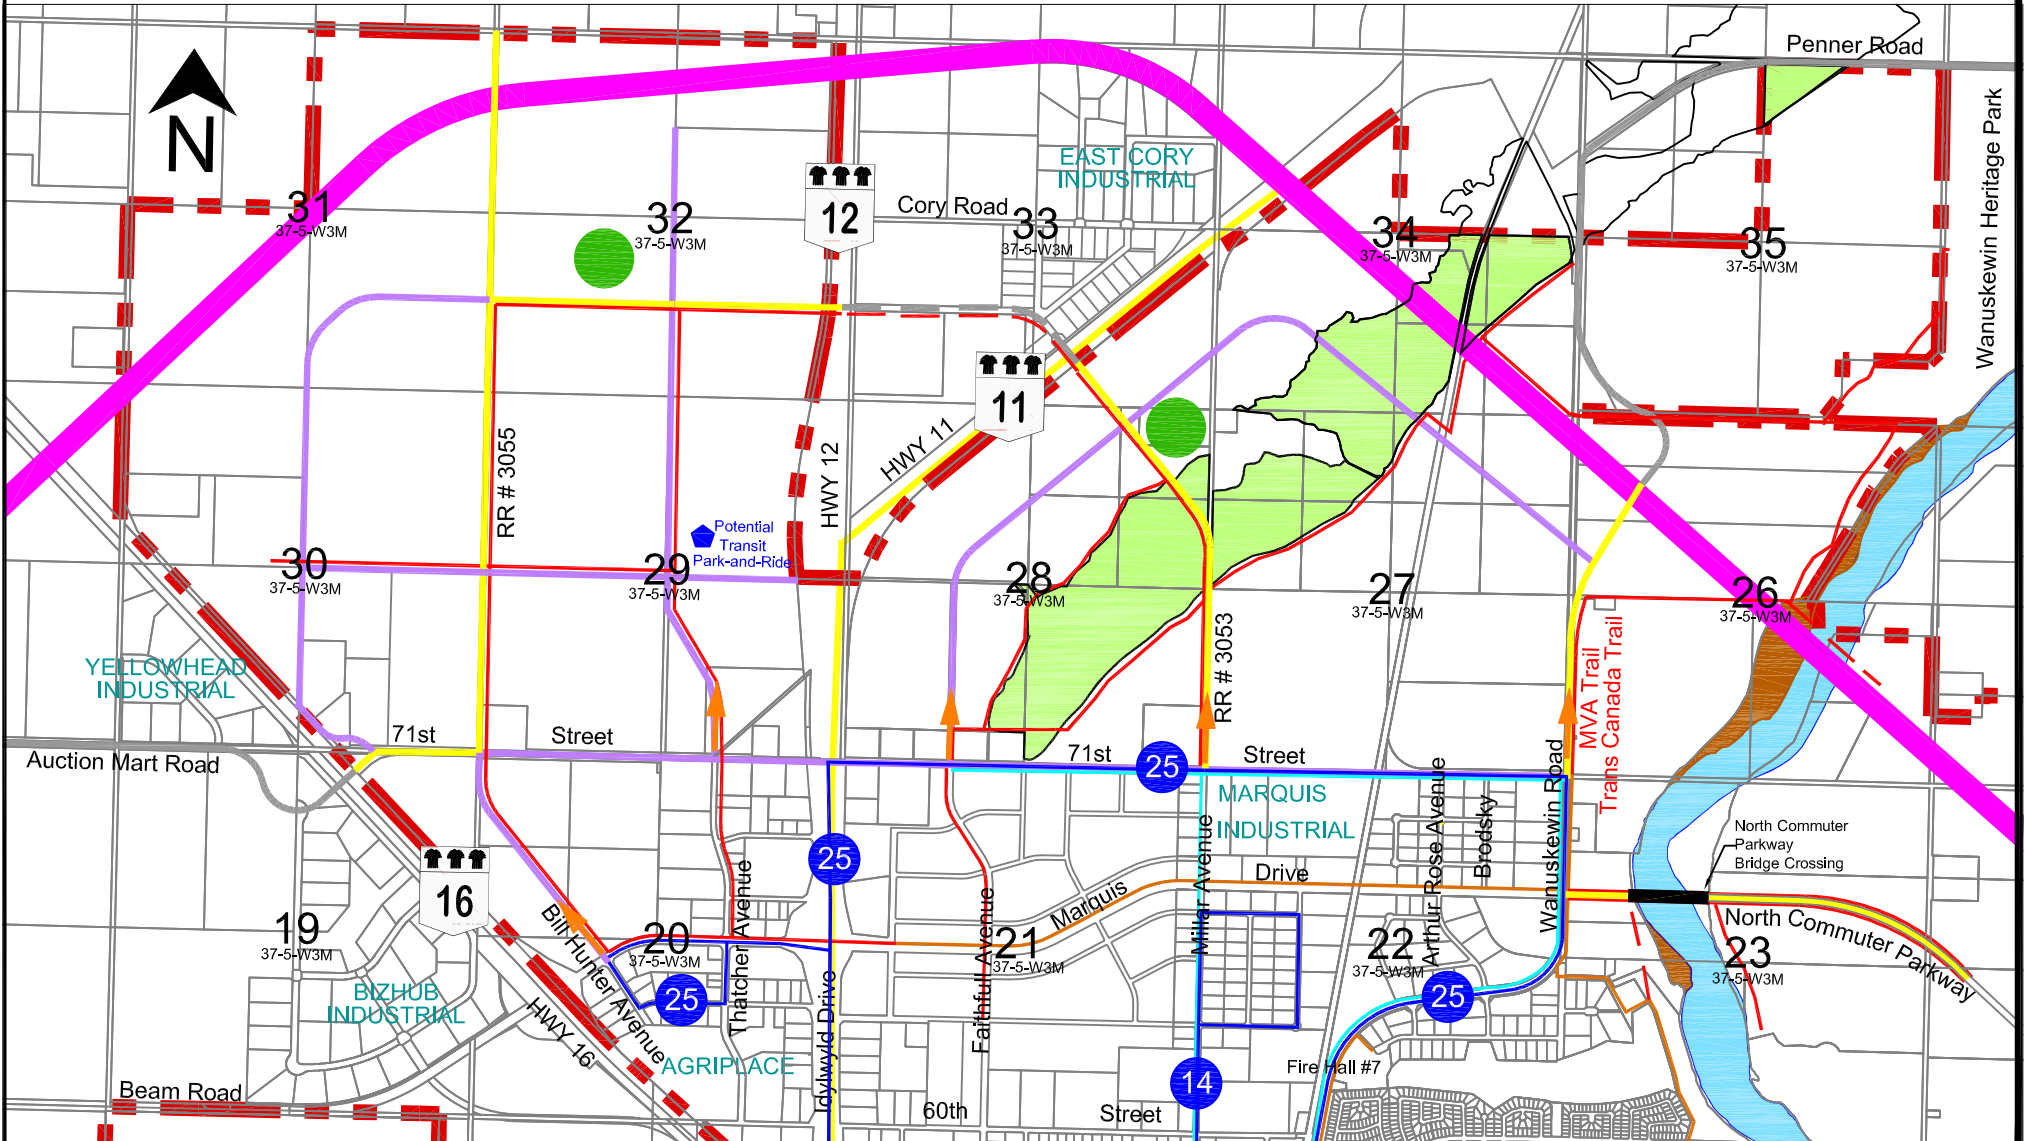 Penner Road
N
Wanuskewin Heritage Park
EAST CORY
INDUSTRIAL
31
37-5-W3M
32
37-5-W3M
12
Cory Road
33
37-5-W3M
34
37-5-W3M
35
37-5-W3M
11
HWY 11
HWY 12
RR # 3055
Potential
Transit
Park-and-Ride
30
37-5-W3M
29
37-5-W3M
28
37-5-W3M
27
37-5-W3M
26
37-5-W3M
RR # 3053
MVA Trail
Trans Canada Trail
YELLOWHEAD
INDUSTRIAL
71st
Street
Auction Mart Road
71st
25
Street
MARQUIS
INDUSTRIAL
Arthur Rose Avenue
Brodsky
Wanuskewin Road
North Commuter
Parkway
Bridge Crossing
25
16
Drive
Marquis
Millar Avenue
Thatcher Avenue
Faithfull Avenue
Bill Hunter Avenue
North Commuter Parkway
19
37-5-W3M
20
37-5-W3M
21
37-5-W3M
22
37-5-W3M
23
37-5-W3M
25
25
BIZHUB
INDUSTRIAL
HWY 16
Idylwyld Drive
AGRIPLACE
Fire Hall #7
14
Beam Road
60th
Street